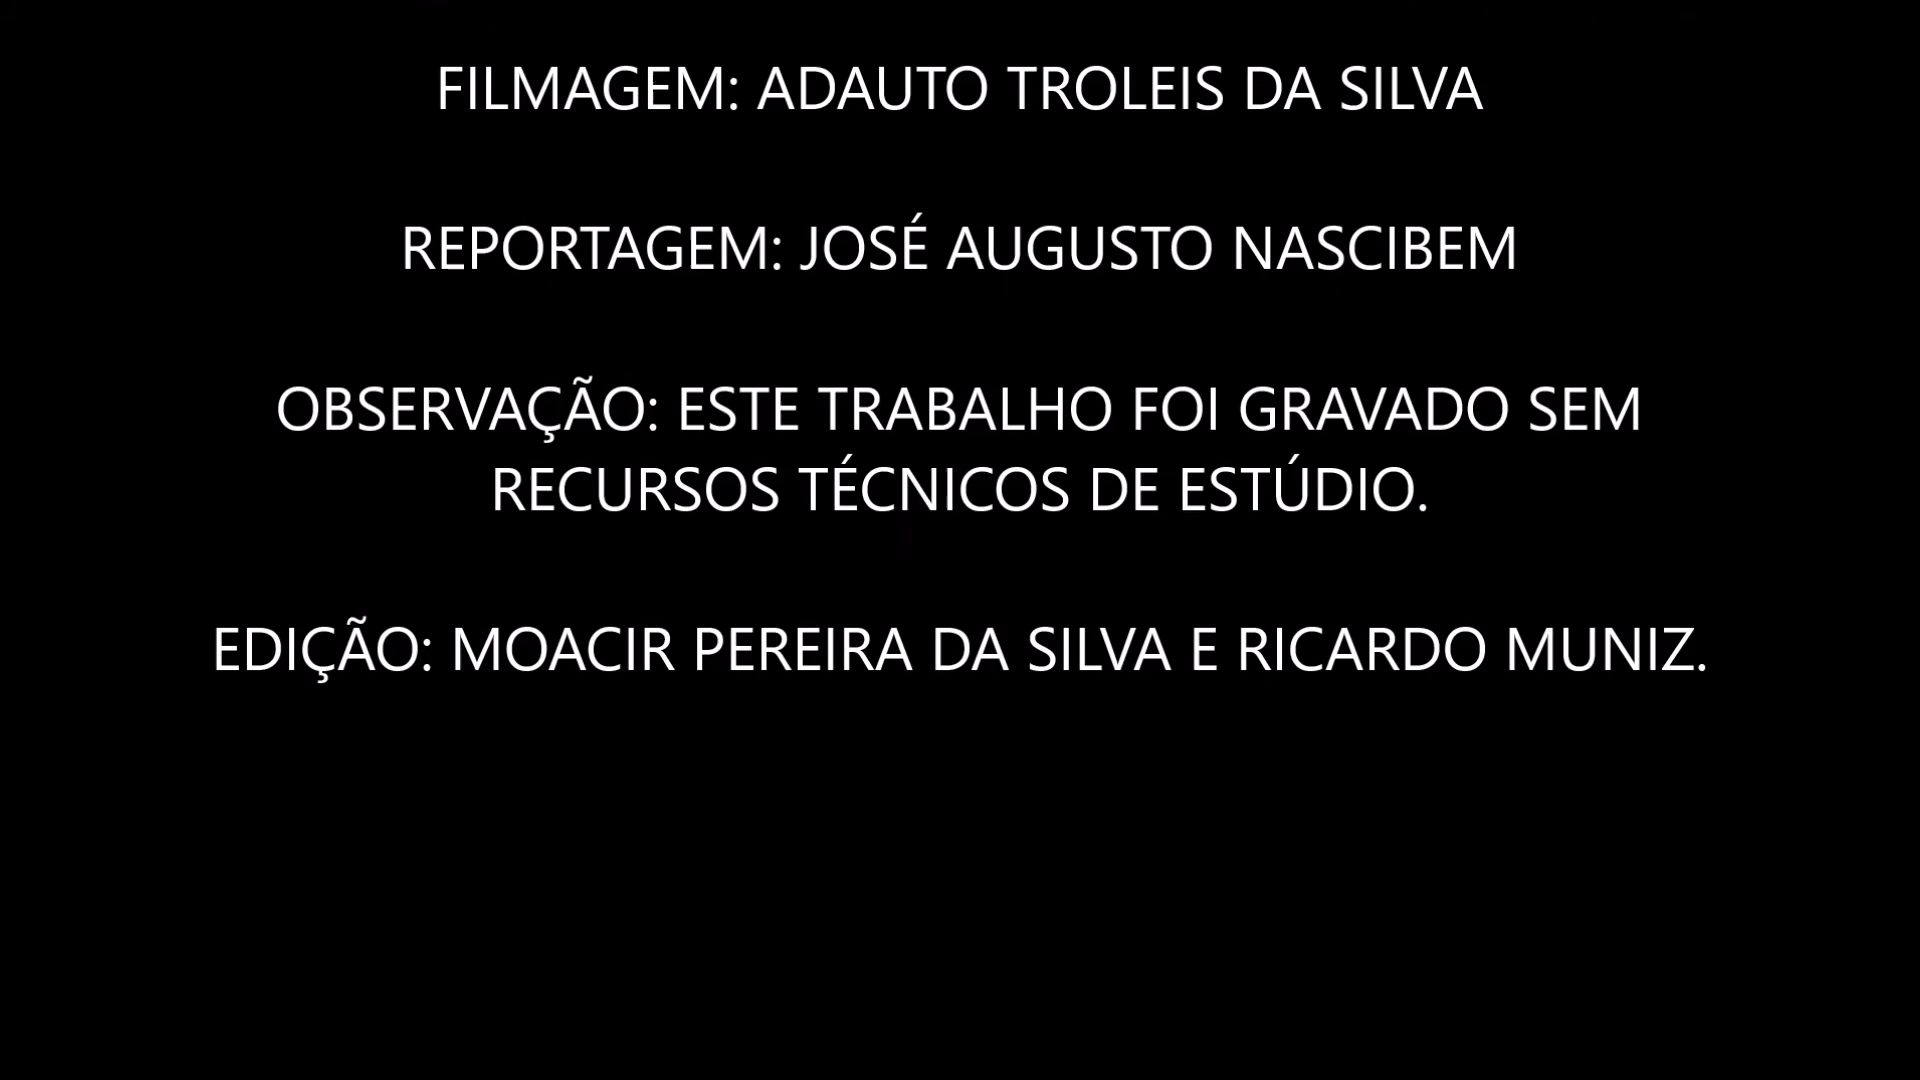 FILMAGEM: ADAUTO TROLEIS DA SILVA
REPORTAGEM: JOSÉ AUGUSTO NASCIBEM
OBSERVAÇÃO: ESTE TRABALHO FOI GRAVADO SEM
RECURSOS TÉCNICOS DE ESTÚDIO.
EDIÇÃO: MOACIR PEREIRA DA SILVA E RICARDO MUNIZ.